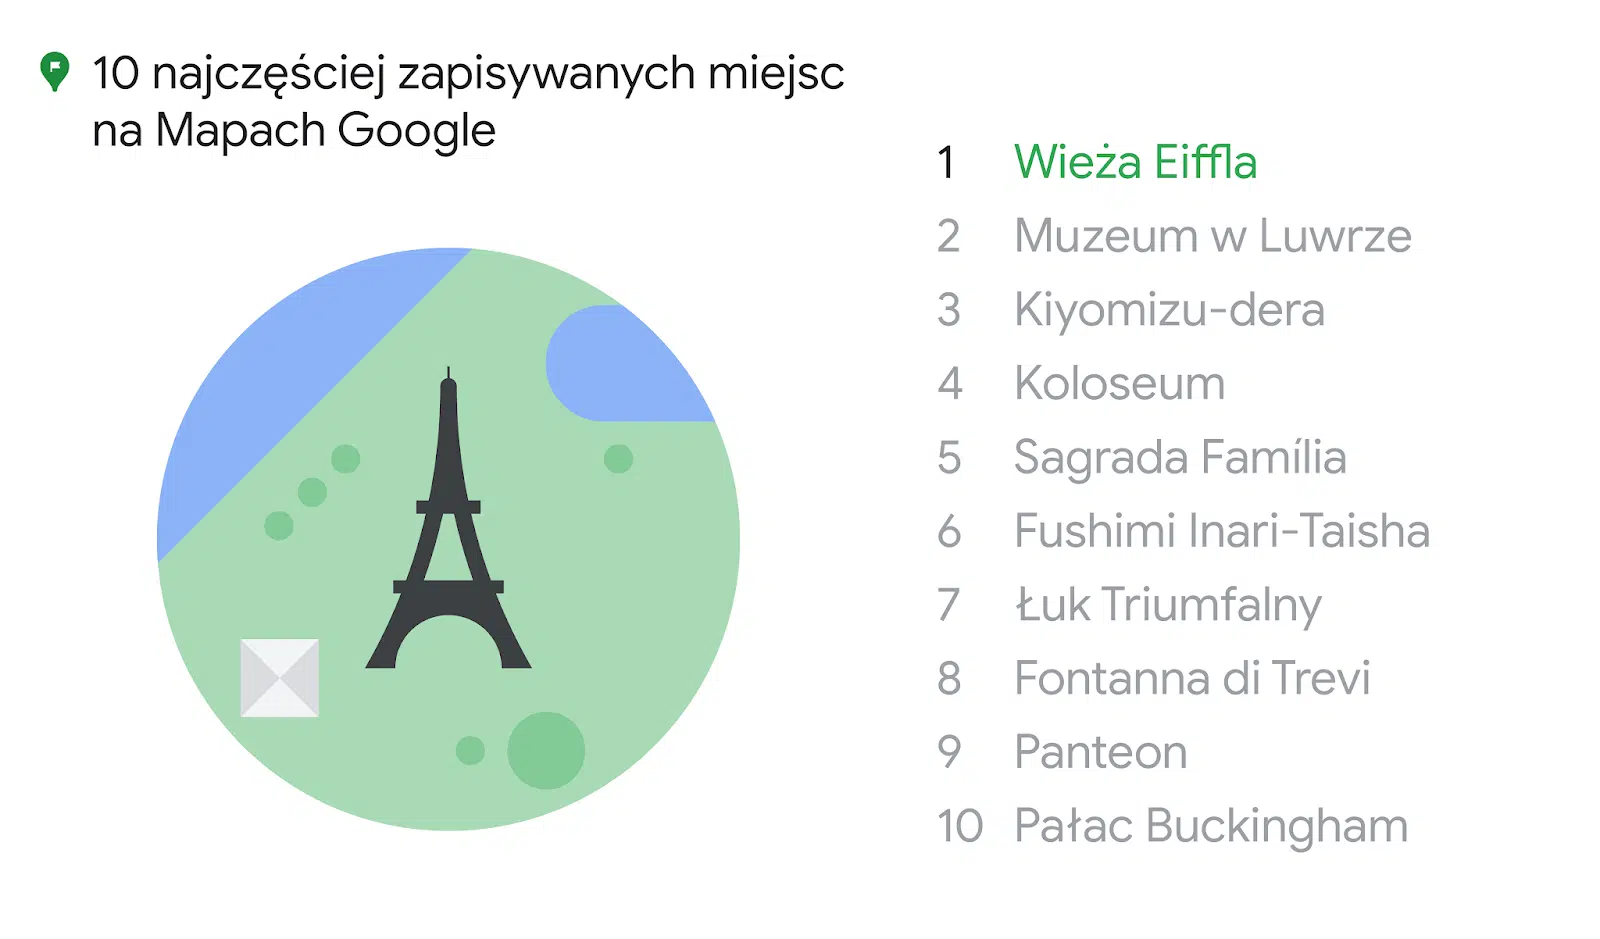 10 najczęściej zapisywanych miejsc
na Mapach Google
1 Wieża Eiffla
2 Muzeum w Luwrze
3 Kiyomizu-dera
4 Koloseum
5 Sagrada Família
6 Fushimi Inari-Taisha
7 Łuk Triumfalny
8 Fontanna di Trevi
9 Panteon
10 Pałac Buckingham